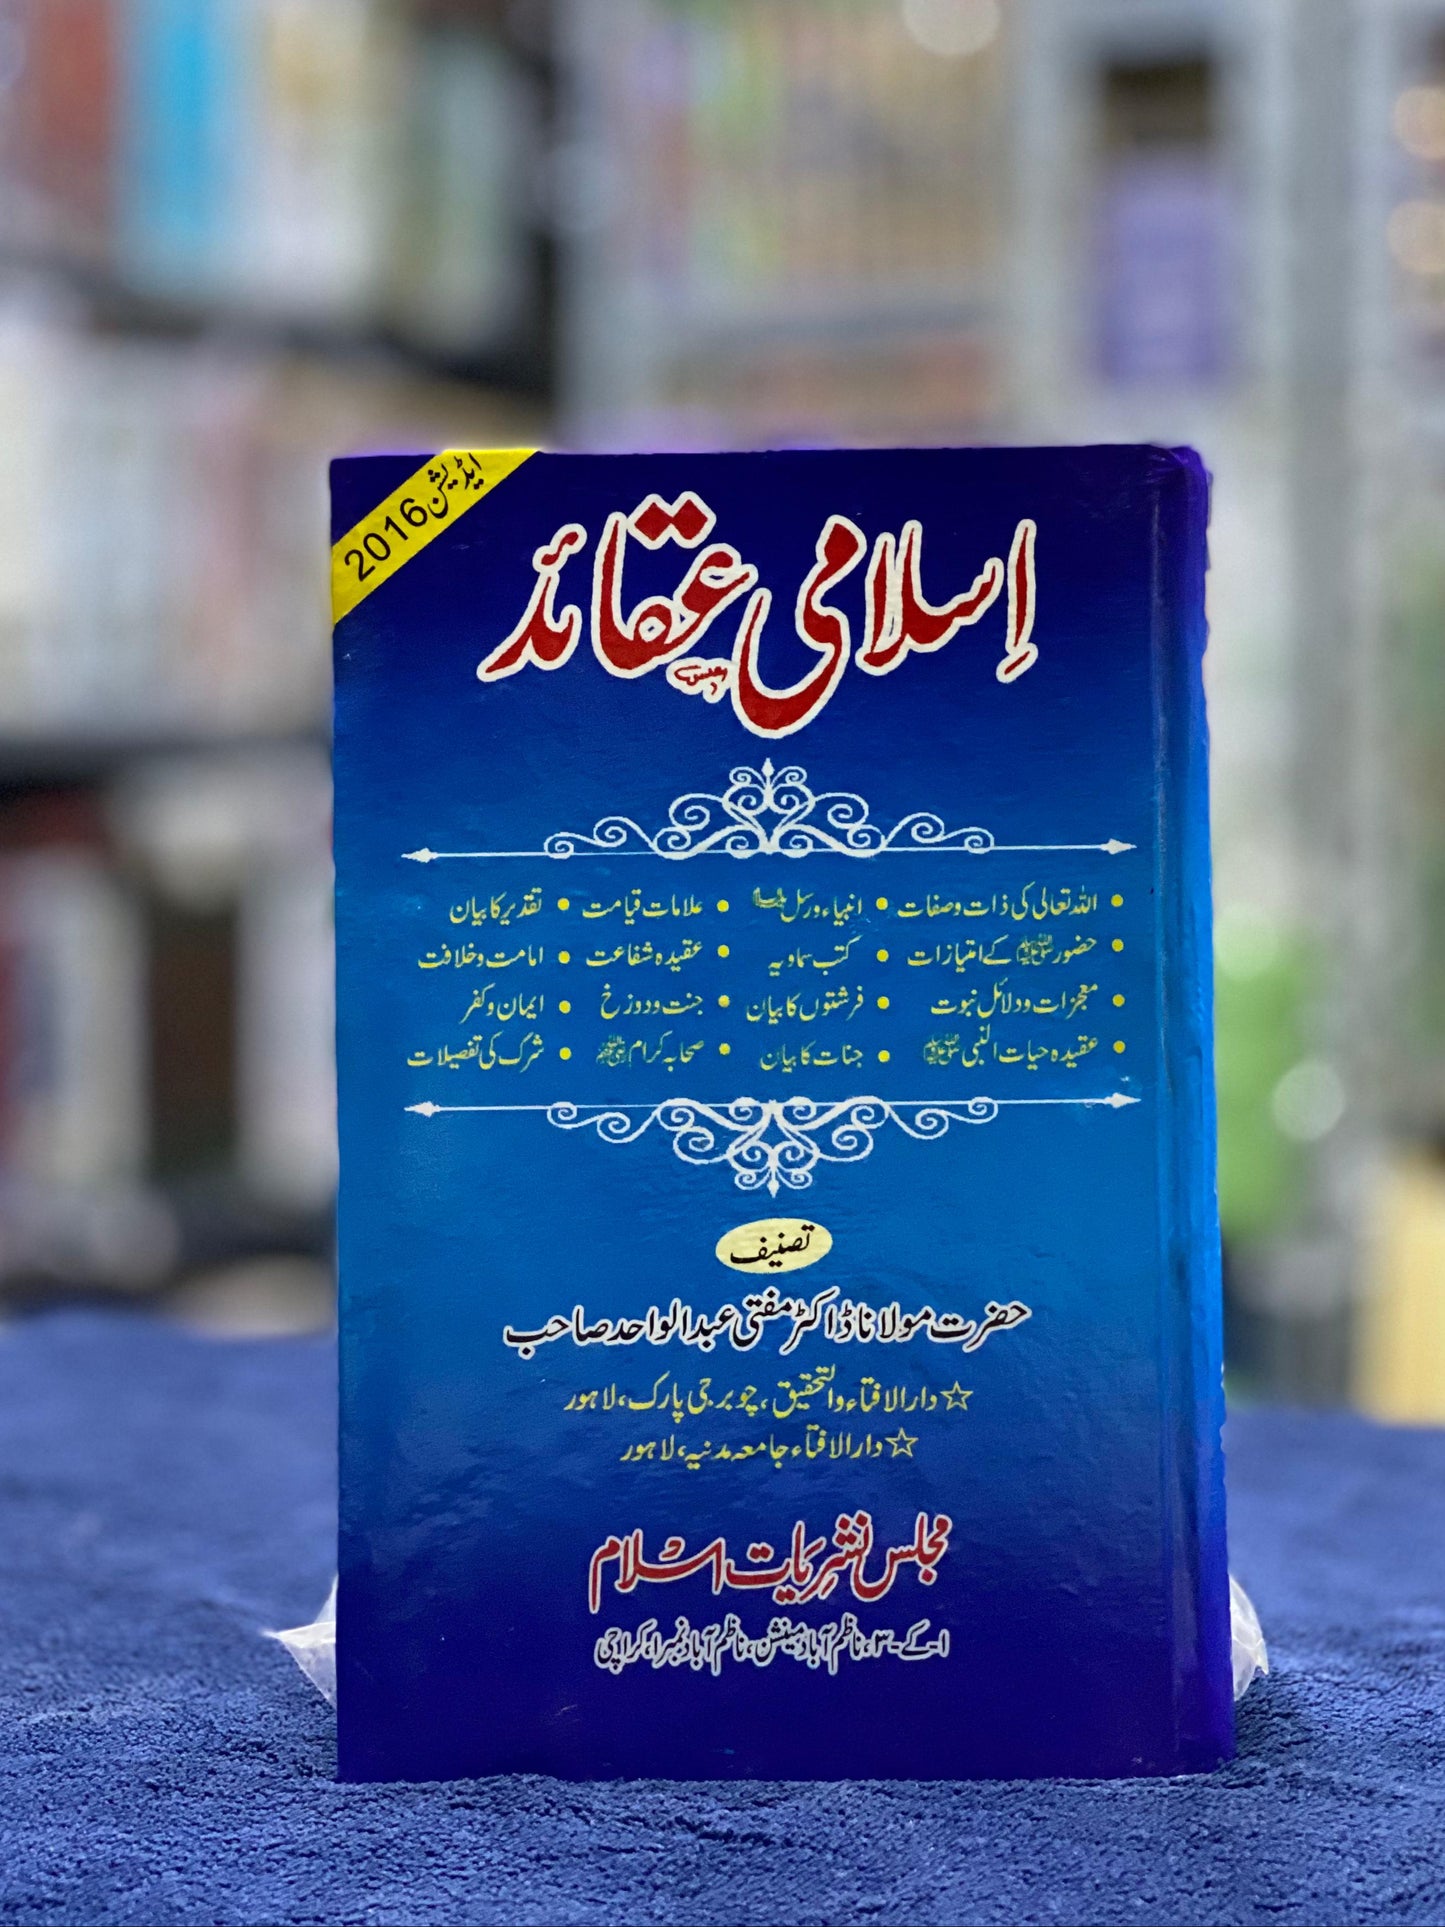 ایڈیشن 2016
اِسلامی عقائد
• اللہ تعالیٰ کی ذات وصفات • انبیاء ورسل • علامات قیامت • تقدیر کا بیان
• حضور ﷺ کے امتیازات • کتب سماویہ • عقیدہ شفاعت • امامت وخلافت
• معجزات ودلائل نبوت • فرشتوں کا بیان • جنت ودوزخ • ایمان وکفر
• عقیدہ حیات النبی ﷺ • جنات کا بیان • صحابہ کرام • شرک کی تفصیلات
تصنیف
حضرت مولانا ڈاکٹر مفتی عبدالواحد صاحب
☆ دارالافتاء والتحقیق، چوبرجی پارک، لاہور
☆ دارالافتاء جامعہ مدنیہ، لاہور
مجلس نشریات اسلام
ا۔کے۔۳، ناظم آباد مینشن، ناظم آباد نمبر۱، کراچی